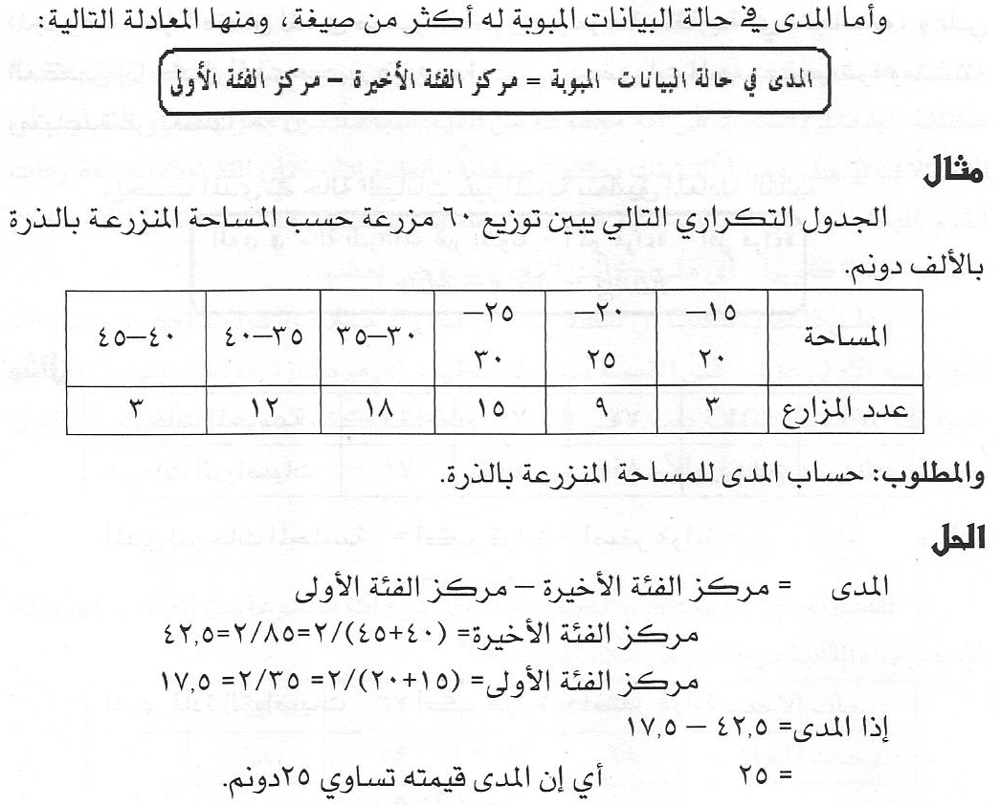 وأما المدى في حالة البيانات المبوبة له أكثر من صيغة، ومنها المعادلة التالية:
المدى في حالة البيانات المبوبة = مركز الفئة الأخيرة – مركز الفئة الأولى
مثال
الجدول التكراري التالي يبين توزيع ٦٠ مزرعة حسب المساحة المنزرعة بالذرة
بالألف دونم.
المساحة ١٥–٢٠ ٢٠–٢٥ ٢٥–٣٠ ٣٠–٣٥ ٣٥–٤٠ ٤٠–٤٥
عدد المزارع ٣ ٩ ١٥ ١٨ ١٢ ٣
والمطلوب: حساب المدى للمساحة المنزرعة بالذرة.
الحل
المدى = مركز الفئة الأخيرة – مركز الفئة الأولى
مركز الفئة الأخيرة= (٤٠+٤٥)/٢=٨٥/٢=٤٢,٥
مركز الفئة الأولى= (١٥+٢٠)/٢= ٣٥/٢= ١٧,٥
إذا المدى= ٤٢,٥ – ١٧,٥
= ٢٥ أي إن المدى قيمته تساوي ٢٥دونم.